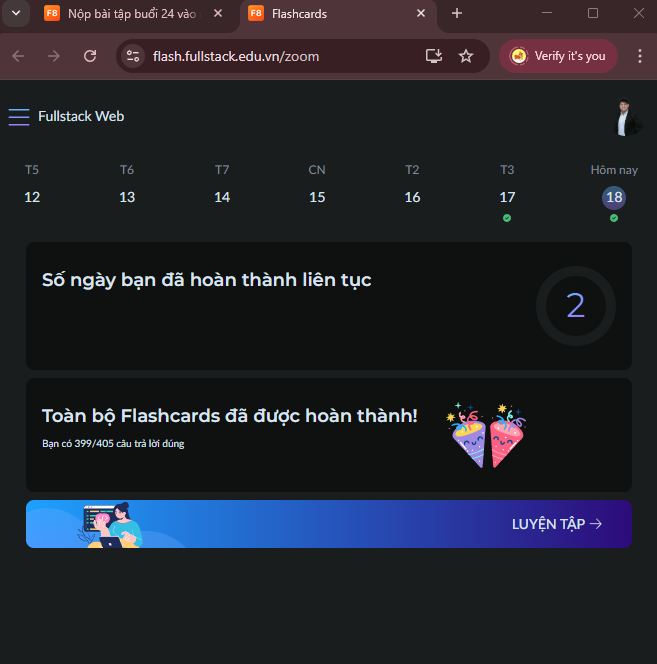 F8 Nộp bài tập buổi 24 vào
F8 Flashcards
flash.fullstack.edu.vn/zoom
Verify it's you
Fullstack Web
T5 T6 T7 CN T2 T3 Hôm nay
12 13 14 15 16 17 18
Số ngày bạn đã hoàn thành liên tục
2
Toàn bộ Flashcards đã được hoàn thành!
Bạn có 399/405 câu trả lời đúng
LUYỆN TẬP